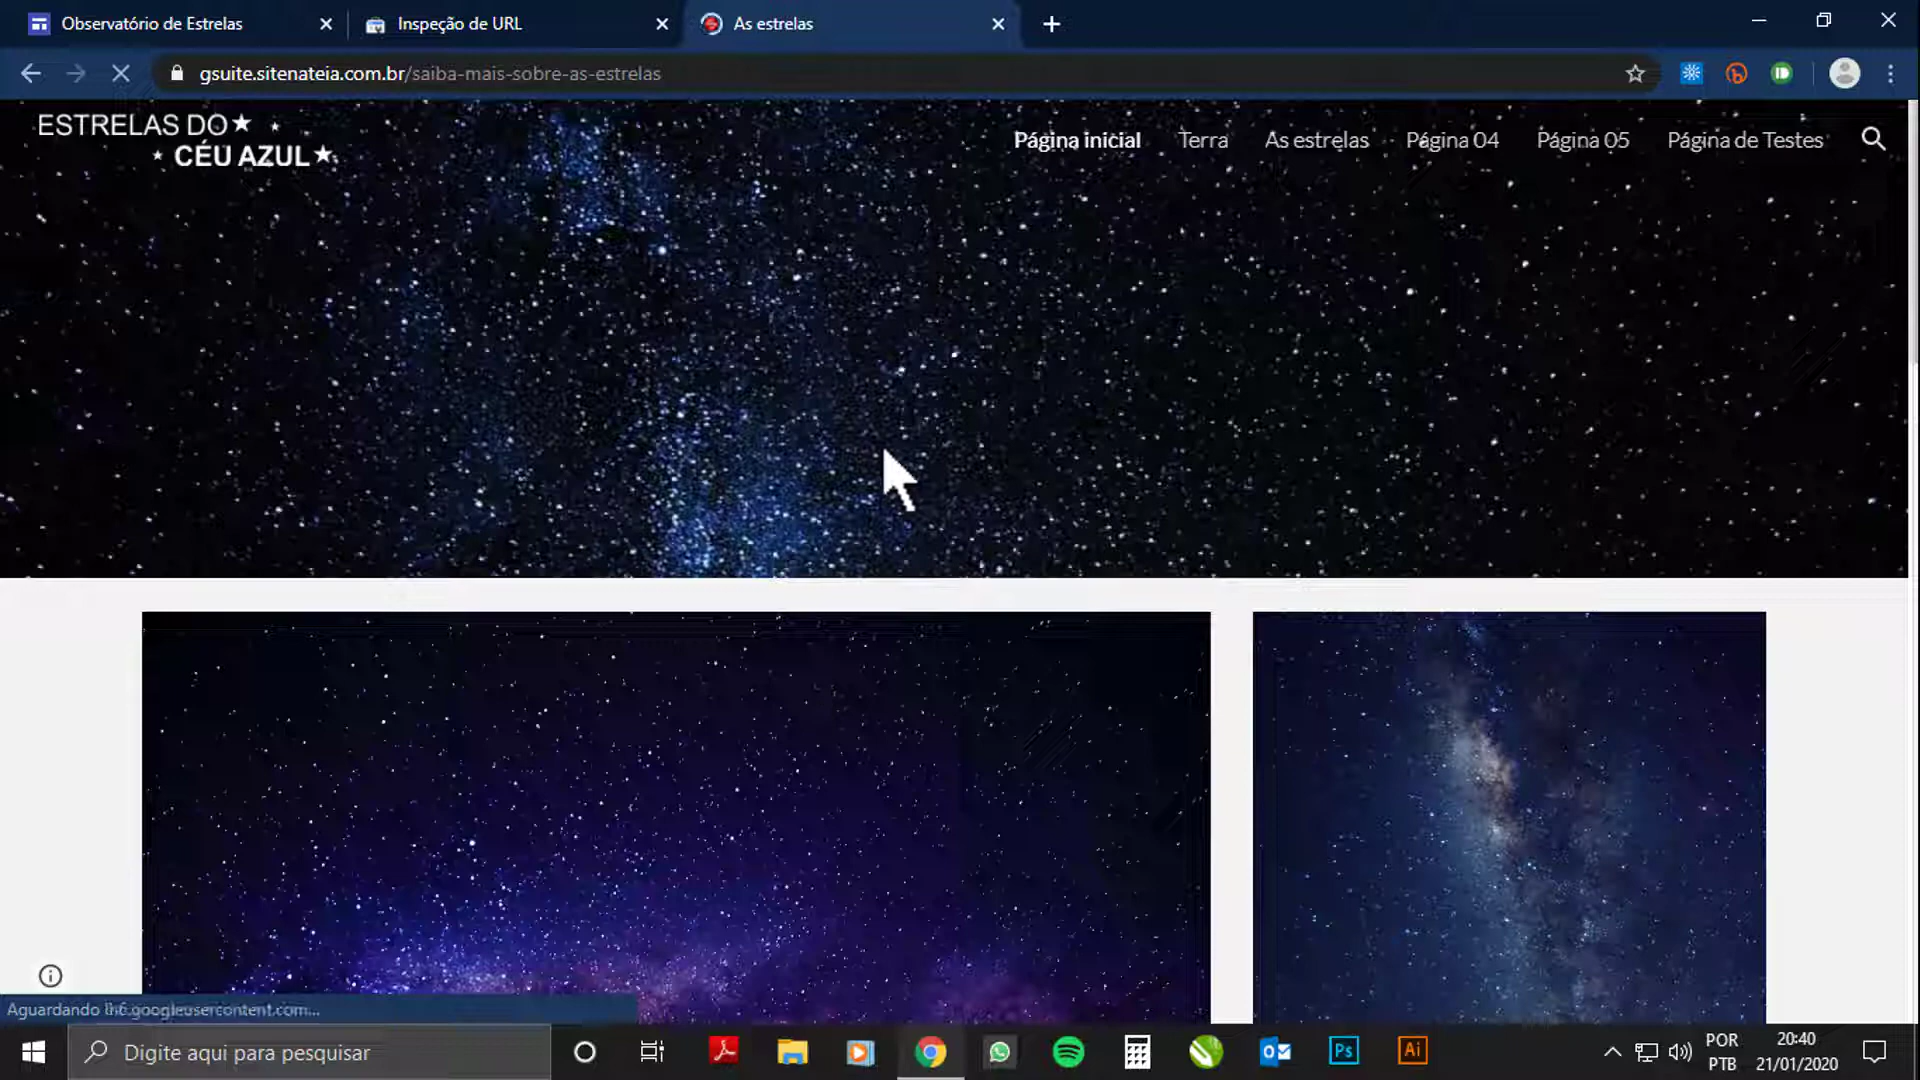 Observatório de Estrelas
Inspeção de URL
As estrelas
gsuite.sitenateia.com.br/saiba-mais-sobre-as-estrelas
ESTRELAS DO
CÉU AZUL
Página inicial
Terra
As estrelas
Página 04
Página 05
Página de Testes
Aguardando lh6.googleusercontent.com...
Digite aqui para pesquisar
Ps
Ai
POR
PTB
20:40
21/01/2020